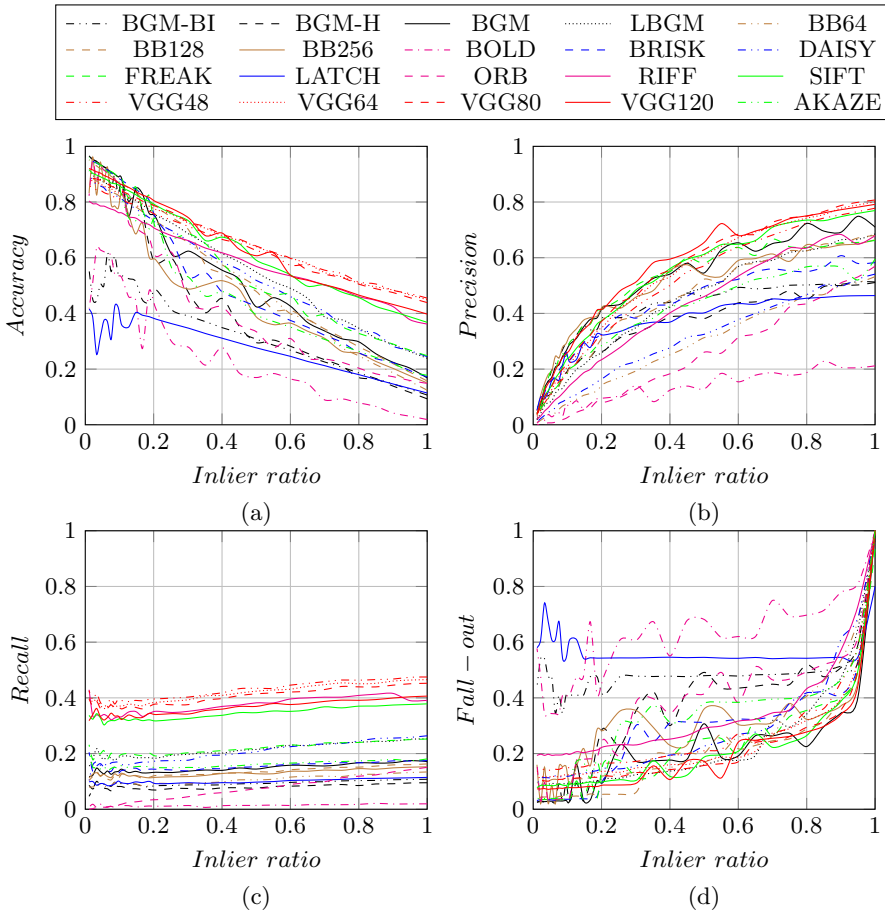 BGM-BI BGM-H BGM LBGM BB64
BB128 BB256 BOLD BRISK DAISY
FREAK LATCH ORB RIFF SIFT
VGG48 VGG64 VGG80 VGG120 AKAZE
1
0.8
0.6
0.4
0.2
0
0 0.2 0.4 0.6 0.8 1
Accuracy
Inlier ratio
(a)
1
0.8
0.6
0.4
0.2
0
0 0.2 0.4 0.6 0.8 1
Precision
Inlier ratio
(b)
1
0.8
0.6
0.4
0.2
0
0 0.2 0.4 0.6 0.8 1
Recall
Inlier ratio
(c)
1
0.8
0.6
0.4
0.2
0
0 0.2 0.4 0.6 0.8 1
Fall − out
Inlier ratio
(d)